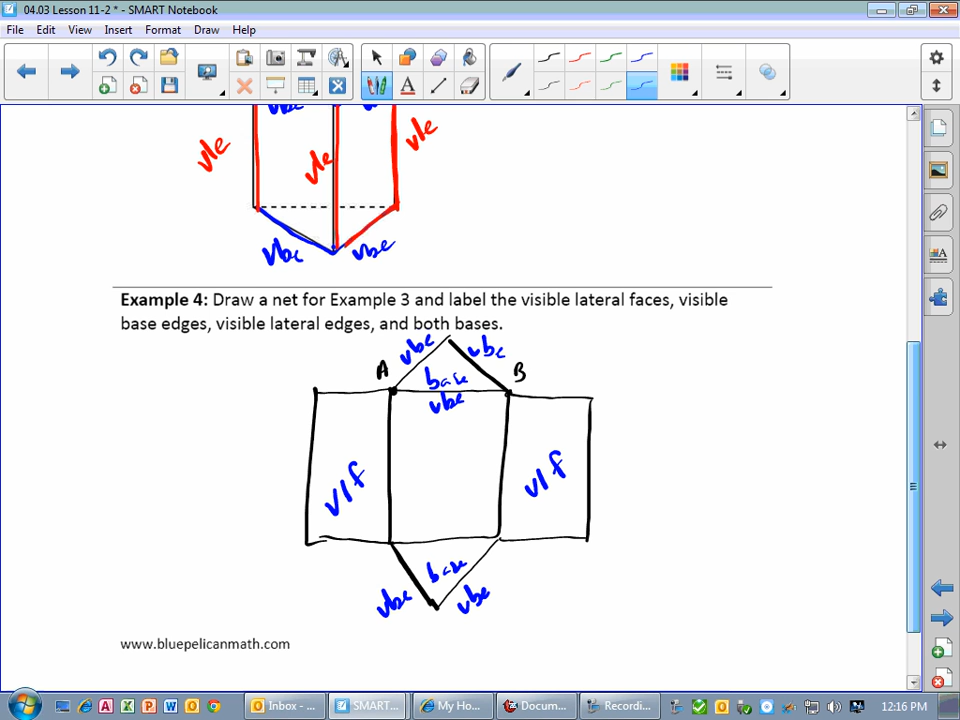 04.03 Lesson 11-2 * - SMART Notebook
File Edit View Insert Format Draw Help
vle vle vle
vbe vbe
Example 4: Draw a net for Example 3 and label the visible lateral faces, visible
base edges, visible lateral edges, and both bases.
vbe vbe
A base B
vbe
vlf vlf
base
vbe vbe
www.bluepelicanmath.com
Inbox - ... SMART... My Ho... Docum... Recordi... 12:16 PM